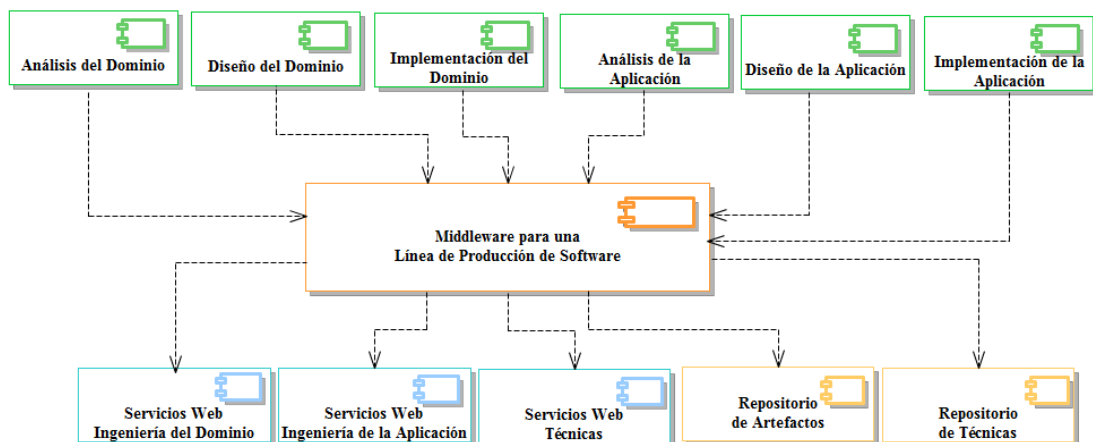 Análisis del Dominio
Diseño del Dominio
Implementación del
Dominio
Análisis de la
Aplicación
Diseño de la Aplicación
Implementación de la
Aplicación
Middleware para una
Línea de Producción de Software
Servicios Web
Ingeniería del Dominio
Servicios Web
Ingeniería de la Aplicación
Servicios Web
Técnicas
Repositorio
de Artefactos
Repositorio
de Técnicas